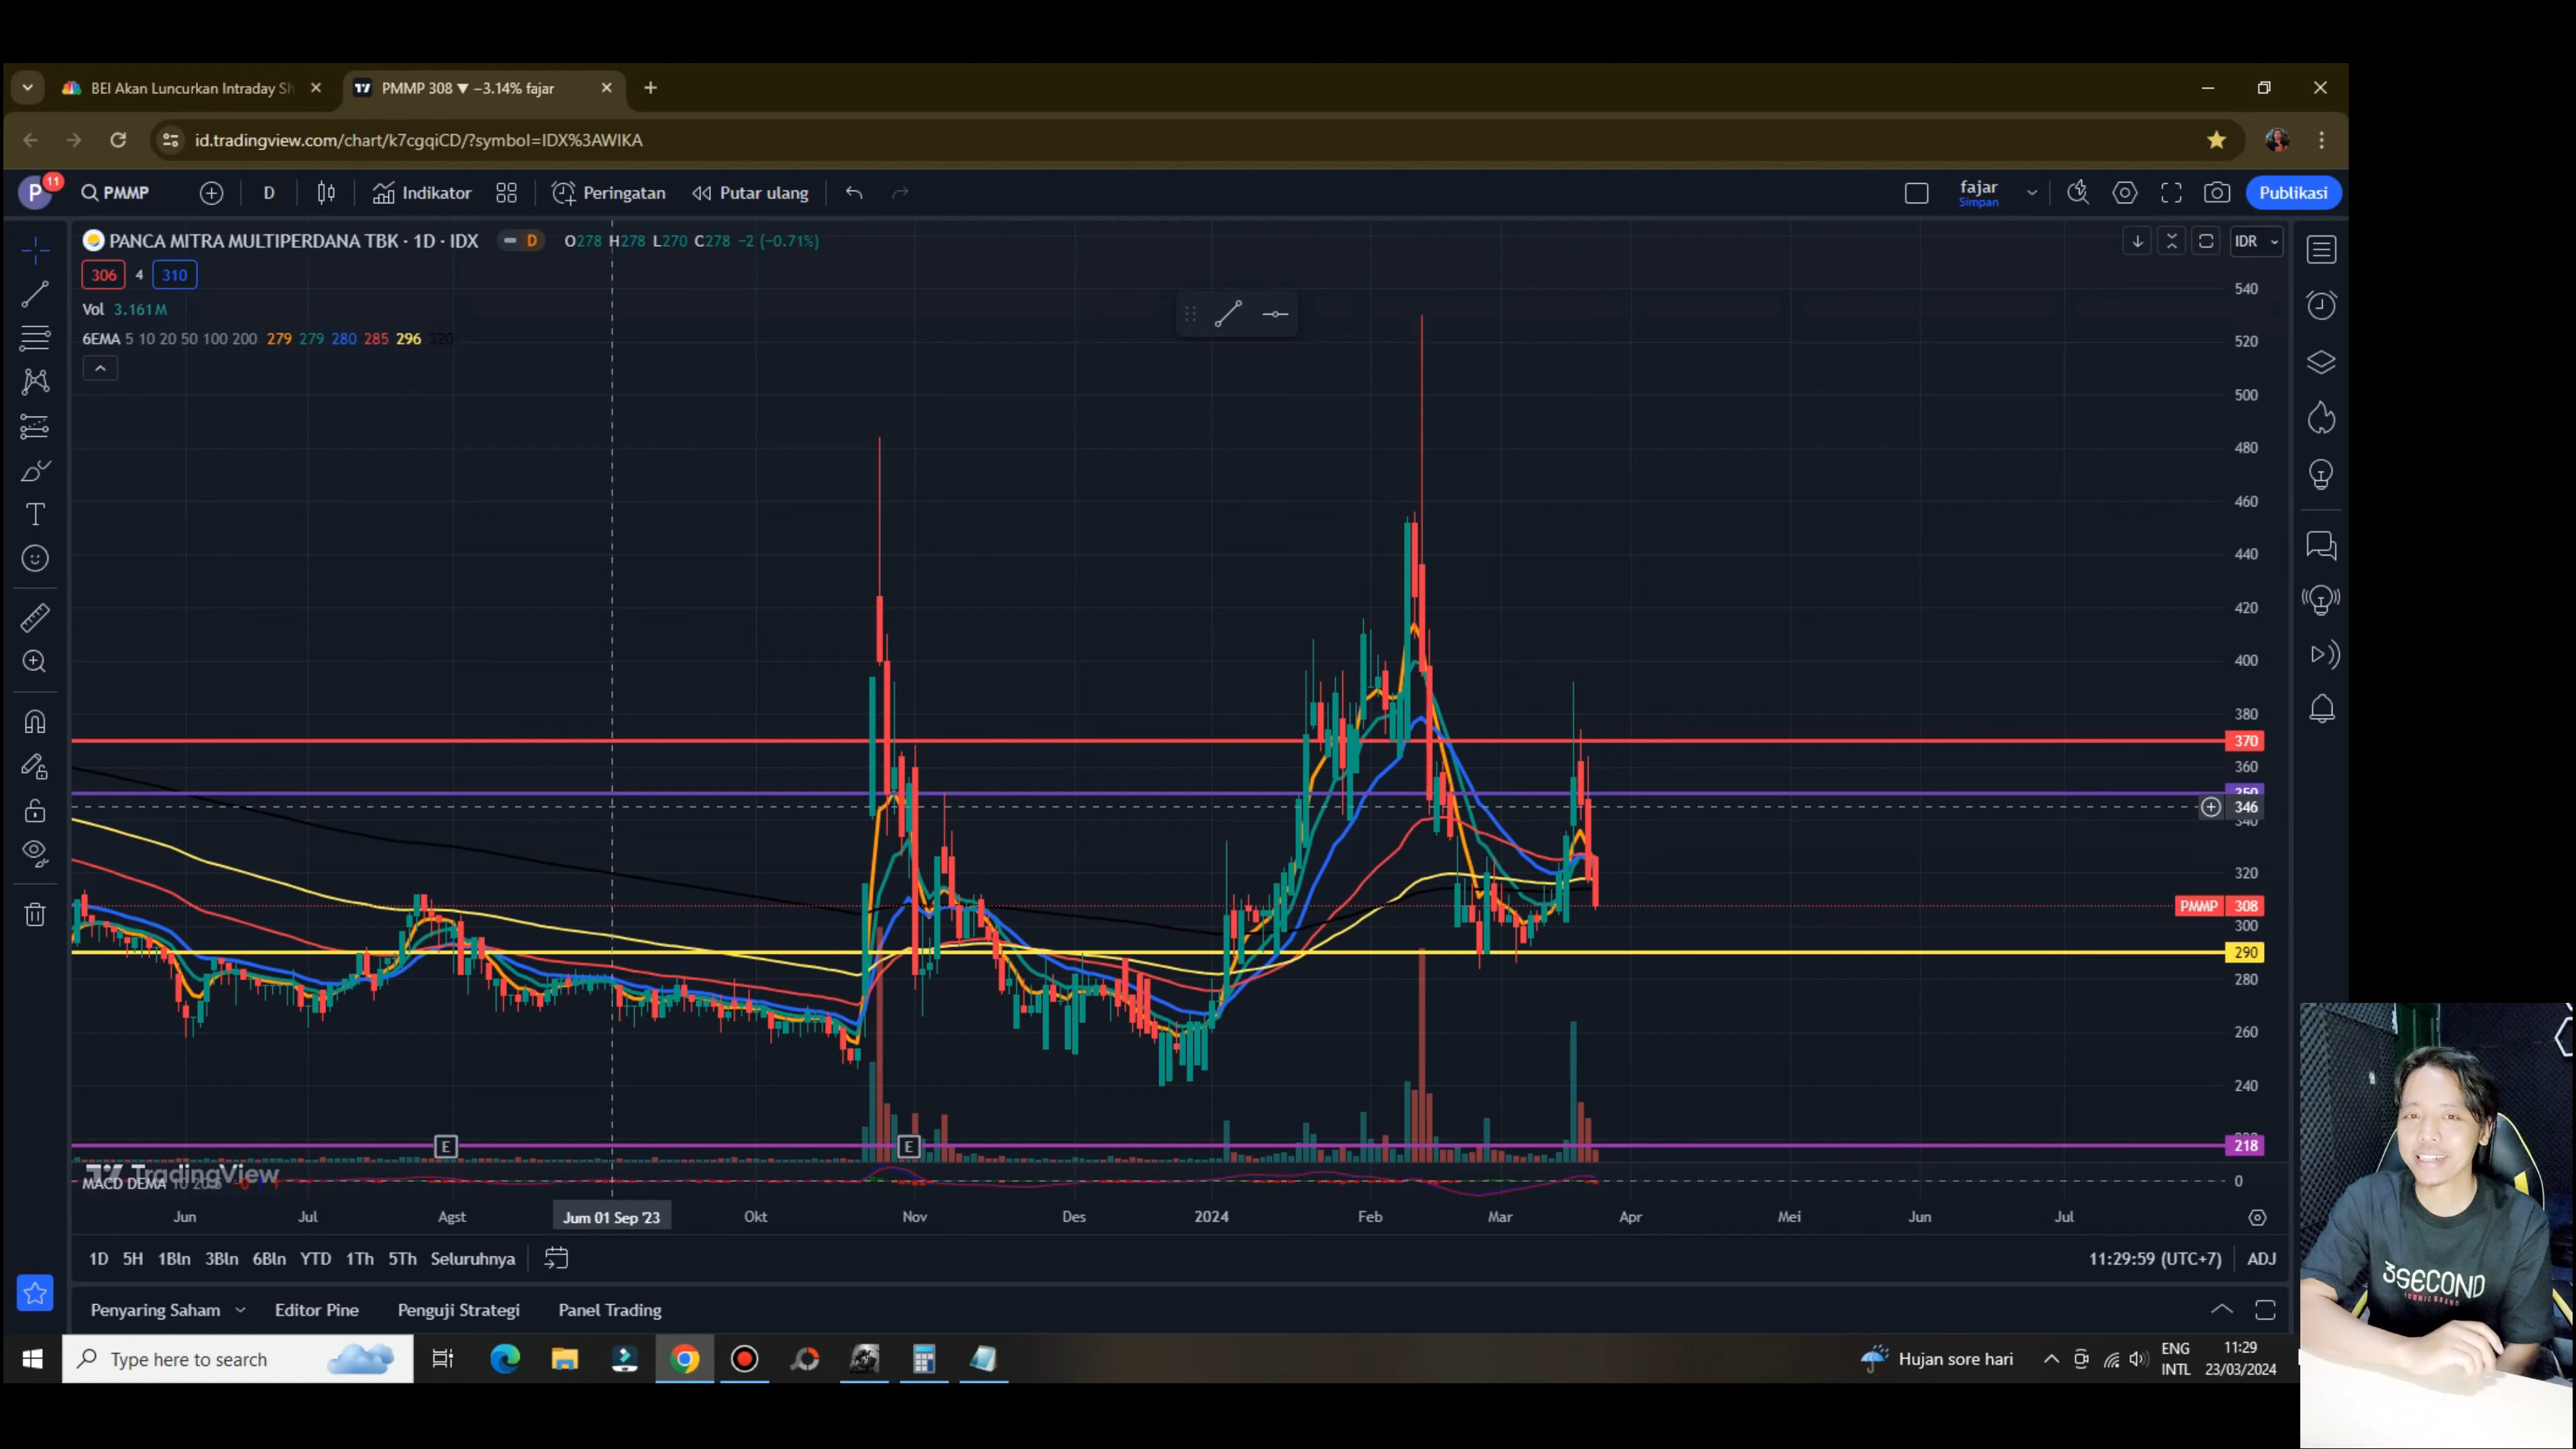 BEI Akan Luncurkan Intraday Sh
PMMP 308 ▼ −3.14% fajar
id.tradingview.com/chart/k7cgqiCD/?symbol=IDX%3AWIKA
P 11 PMMP D Indikator Peringatan Putar ulang fajar Simpan Publikasi
PANCA MITRA MULTIPERDANA TBK · 1D · IDX D O278 H278 L270 C278 −2 (−0.71%) IDR
306 4 310
Vol 3.161M
6EMA 5 10 20 50 100 200 279 279 280 285 296 320
540
520
500
480
460
440
420
400
380
370
360
350
346
340
320
PMMP 308
300
290
280
260
240
218
E E
TradingView
MACD DEMA
0
Jun Jul Agst Jum 01 Sep '23 Okt Nov Des 2024 Feb Mar Apr Mei Jun Jul
1D 5H 1Bln 3Bln 6Bln YTD 1Th 5Th Seluruhnya 11:29:59 (UTC+7) ADJ
Penyaring Saham Editor Pine Penguji Strategi Panel Trading
Type here to search Hujan sore hari ENG INTL 11:29 23/03/2024
3SECOND